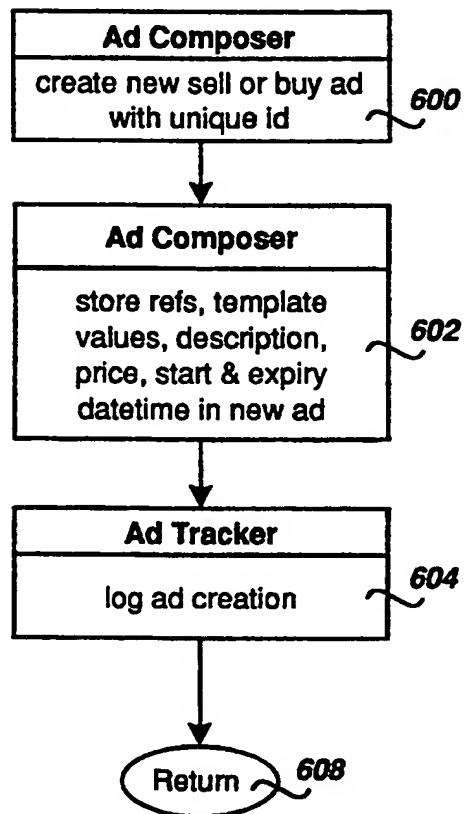 Ad Composer
create new sell or buy ad
with unique id
600
Ad Composer
store refs, template
values, description,
price, start & expiry
datetime in new ad
602
Ad Tracker
log ad creation
604
Return
608